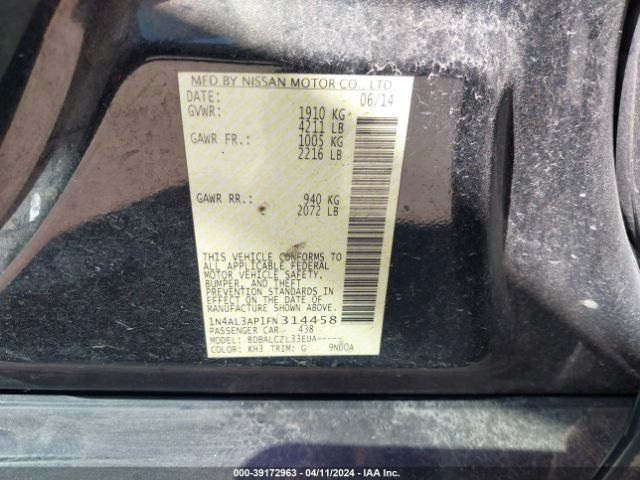 MFD BY NISSAN MOTOR CO., LTD
DATE: 06/14
GVWR: 1910 KG
4211 LB
GAWR FR.: 1005 KG
2216 LB
GAWR RR.: 940 KG
2072 LB
THIS VEHICLE CONFORMS TO
ALL APPLICABLE FEDERAL
MOTOR VEHICLE SAFETY,
BUMPER, AND THEFT
PREVENTION STANDARDS IN
EFFECT ON THE DATE OF
MANUFACTURE SHOWN ABOVE.
1N4AL3AP1FN314458
PASSENGER CAR 438
MODEL: BDBALCZL33EUA-----
COLOR: KH3 TRIM: G 9N00A
000-39172963 - 04/11/2024 - IAA Inc.